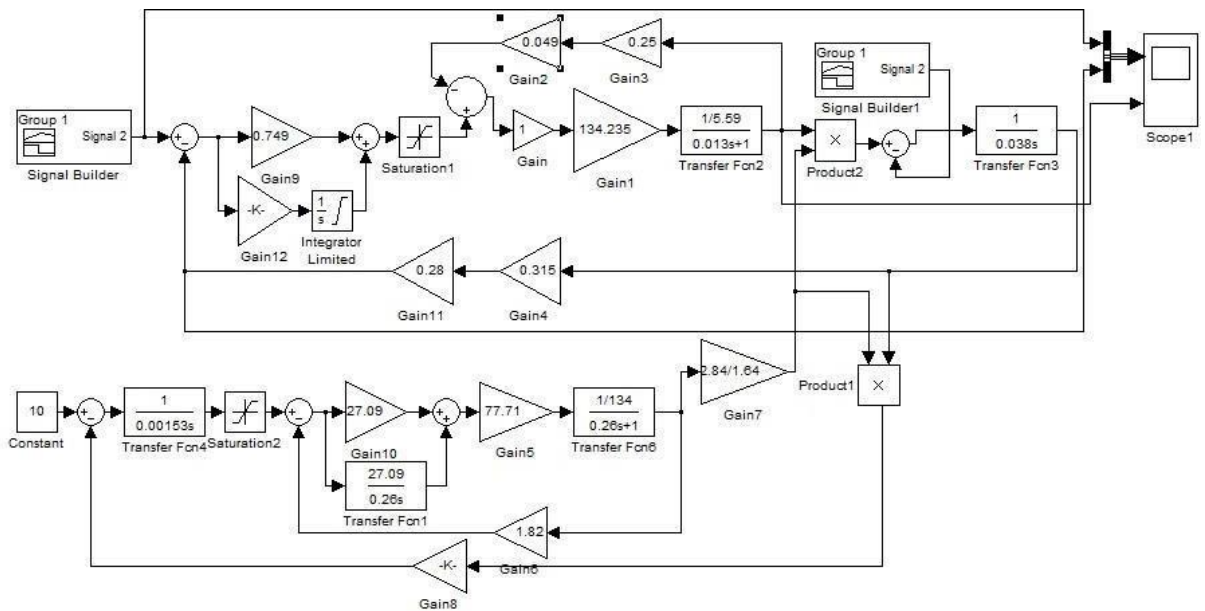 0.049
0.25
Gain2
Gain3
Group 1
Signal 2
Signal Builder1
Scope1
Group 1
Signal 2
Signal Builder
0.749
Gain9
Saturation1
1
Gain
134.235
Gain1
1/5.59
0.013s+1
Transfer Fcn2
×
Product2
1
0.038s
Transfer Fcn3
-K-
Gain12
1
s
Integrator
Limited
0.28
Gain11
0.315
Gain4
2.84/1.64
Gain7
Product1
×
10
Constant
1
0.00153s
Transfer Fcn4
Saturation2
27.09
Gain10
77.71
Gain5
1/134
0.26s+1
Transfer Fcn6
27.09
0.26s
Transfer Fcn1
1.82
Gain6
-K-
Gain8